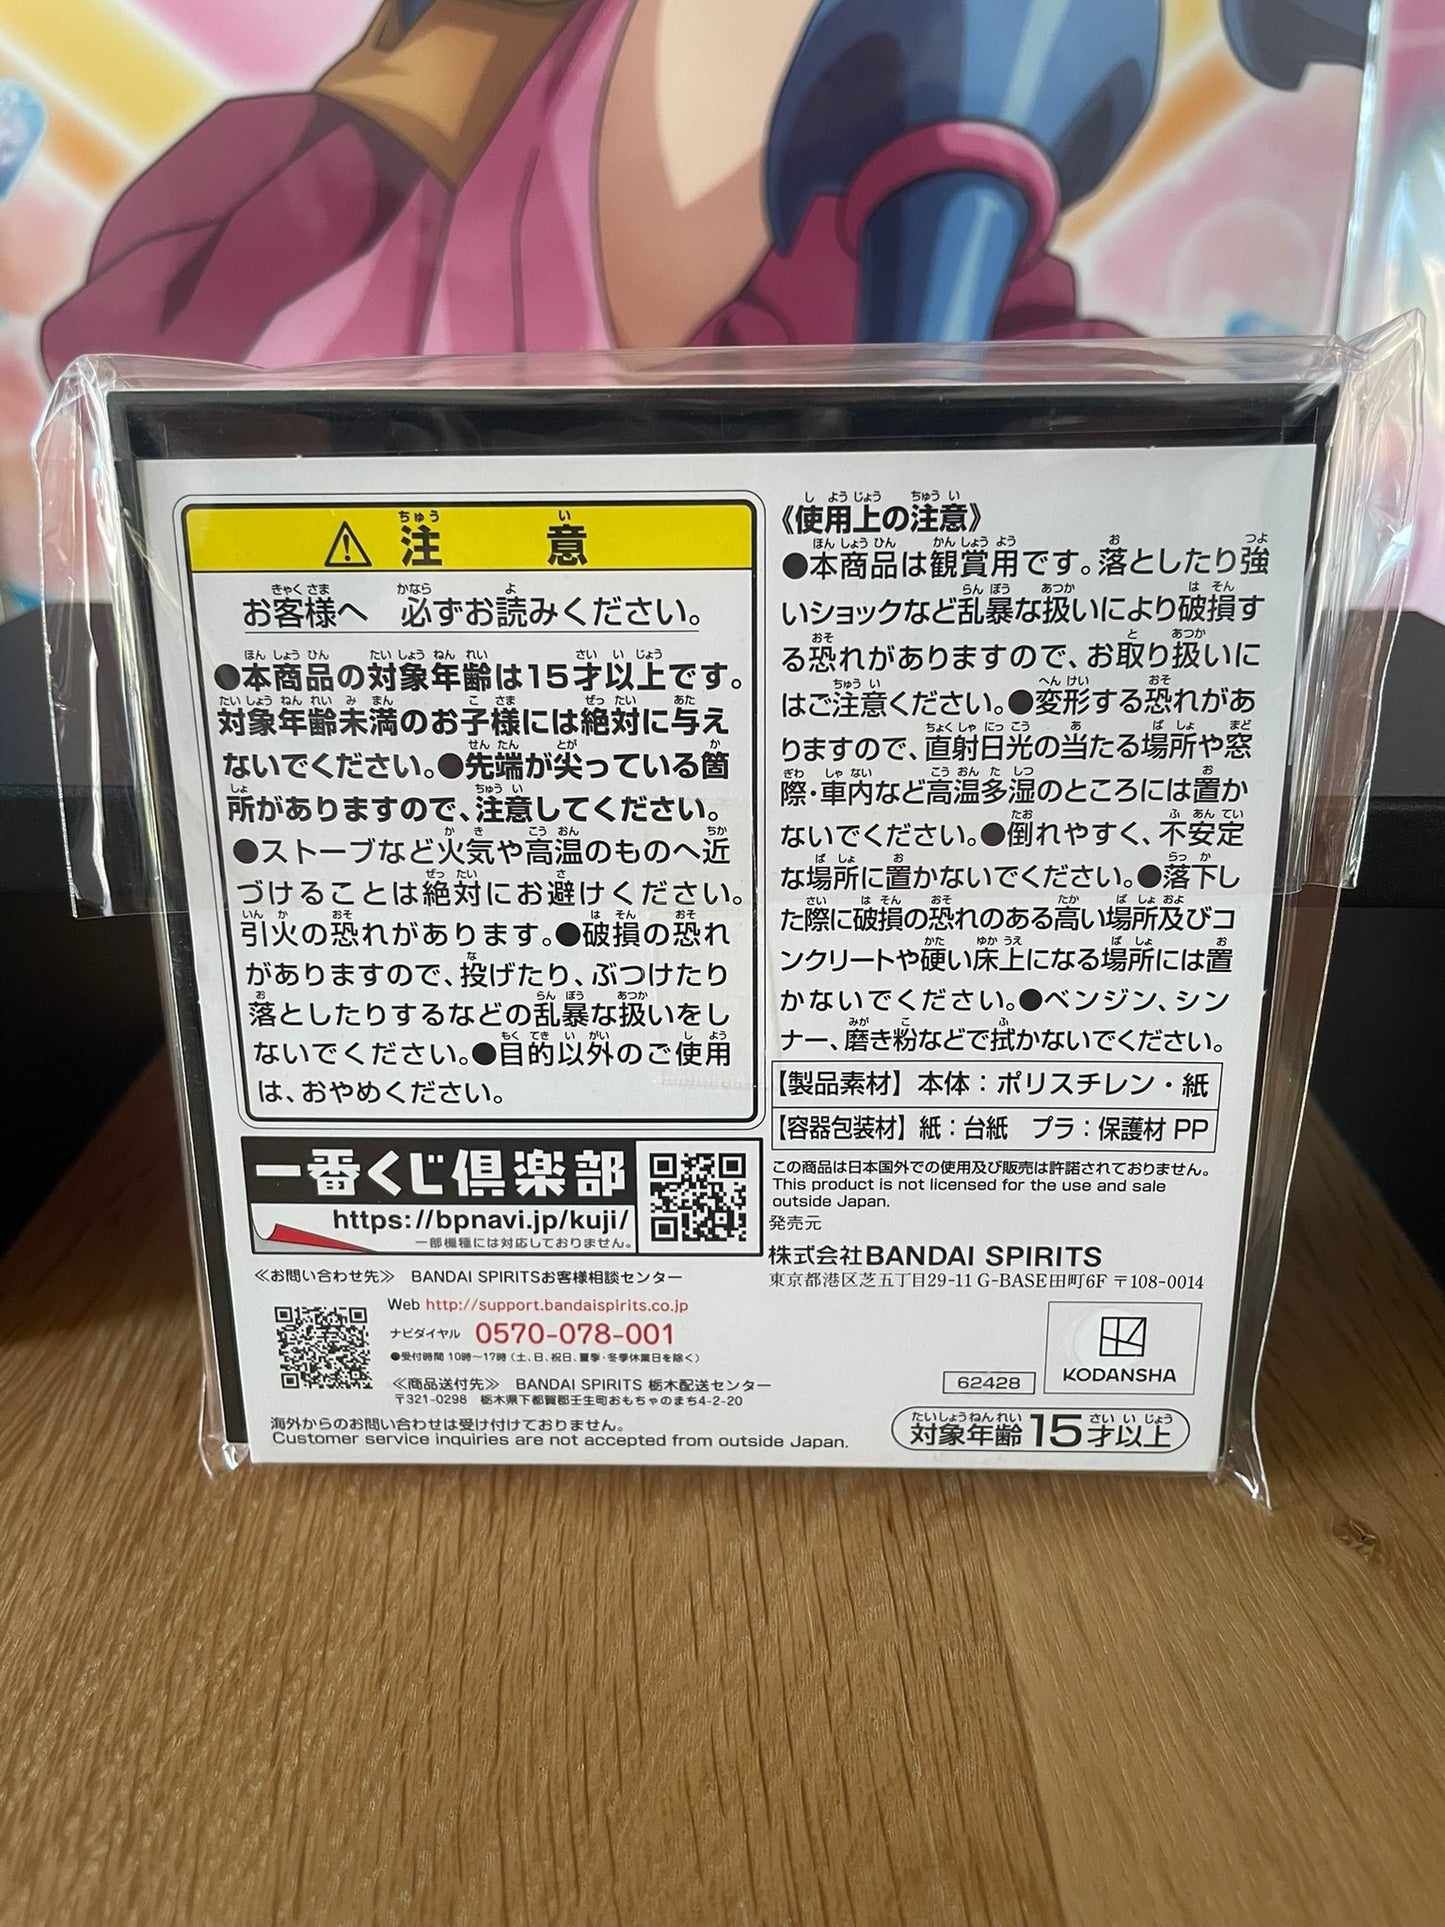 ⚠注意
お客様へ 必ずお読みください。
●本商品の対象年齢は15才以上です。
対象年齢未満のお子様には絶対に与え
ないでください。●先端が尖っている箇
所がありますので、注意してください。
●ストーブなど火気や高温のものへ近
づけることは絶対にお避けください。
引火の恐れがあります。●破損の恐れ
がありますので、投げたり、ぶつけたり
落としたりするなどの乱暴な扱いをし
ないでください。●目的以外のご使用
は、おやめください。
一番くじ倶楽部
https://bpnavi.jp/kuji/
一部機種には対応しておりません。
≪お問い合わせ先≫ BANDAI SPIRITSお客様相談センター
Web http://support.bandaispirits.co.jp
ナビダイヤル 0570-078-001
●受付時間 10時〜17時(土、日、祝日、夏季・冬季休業日を除く)
≪商品送付先≫ BANDAI SPIRITS 栃木配送センター
〒321-0298 栃木県下都賀郡壬生町おもちゃのまち4-2-20
海外からのお問い合わせは受け付けておりません。
Customer service inquiries are not accepted from outside Japan.
《使用上の注意》
●本商品は観賞用です。落としたり強
いショックなど乱暴な扱いにより破損す
る恐れがありますので、お取り扱いに
はご注意ください。●変形する恐れがあ
りますので、直射日光の当たる場所や窓
際・車内など高温多湿のところには置か
ないでください。●倒れやすく、不安定
な場所に置かないでください。●落下し
た際に破損の恐れのある高い場所及びコ
ンクリートや硬い床上になる場所には置
かないでください。●ベンジン、シン
ナー、磨き粉などで拭かないでください。
【製品素材】本体：ポリスチレン・紙
【容器包装材】紙：台紙 プラ：保護材 PP
この商品は日本国外での使用及び販売は許諾されておりません。
This product is not licensed for the use and sale
outside Japan.
発売元
株式会社BANDAI SPIRITS
東京都港区芝五丁目29-11 G-BASE田町6F 〒108-0014
KODANSHA
62428
対象年齢15才以上